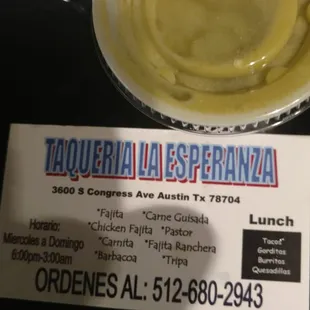 TAQUERIA LA ESPERANZA
3600 S Congress Ave Austin Tx 78704
Horario:
Miercoles a Domingo
6:00pm-3:00am
*Fajita *Carne Guisada
*Chicken Fajita *Pastor
*Carnita *Fajita Ranchera
*Barbacoa *Tripa
Lunch
Tacos"
Gorditas
Burritos
Quesadillas
ORDENES AL: 512-680-2943